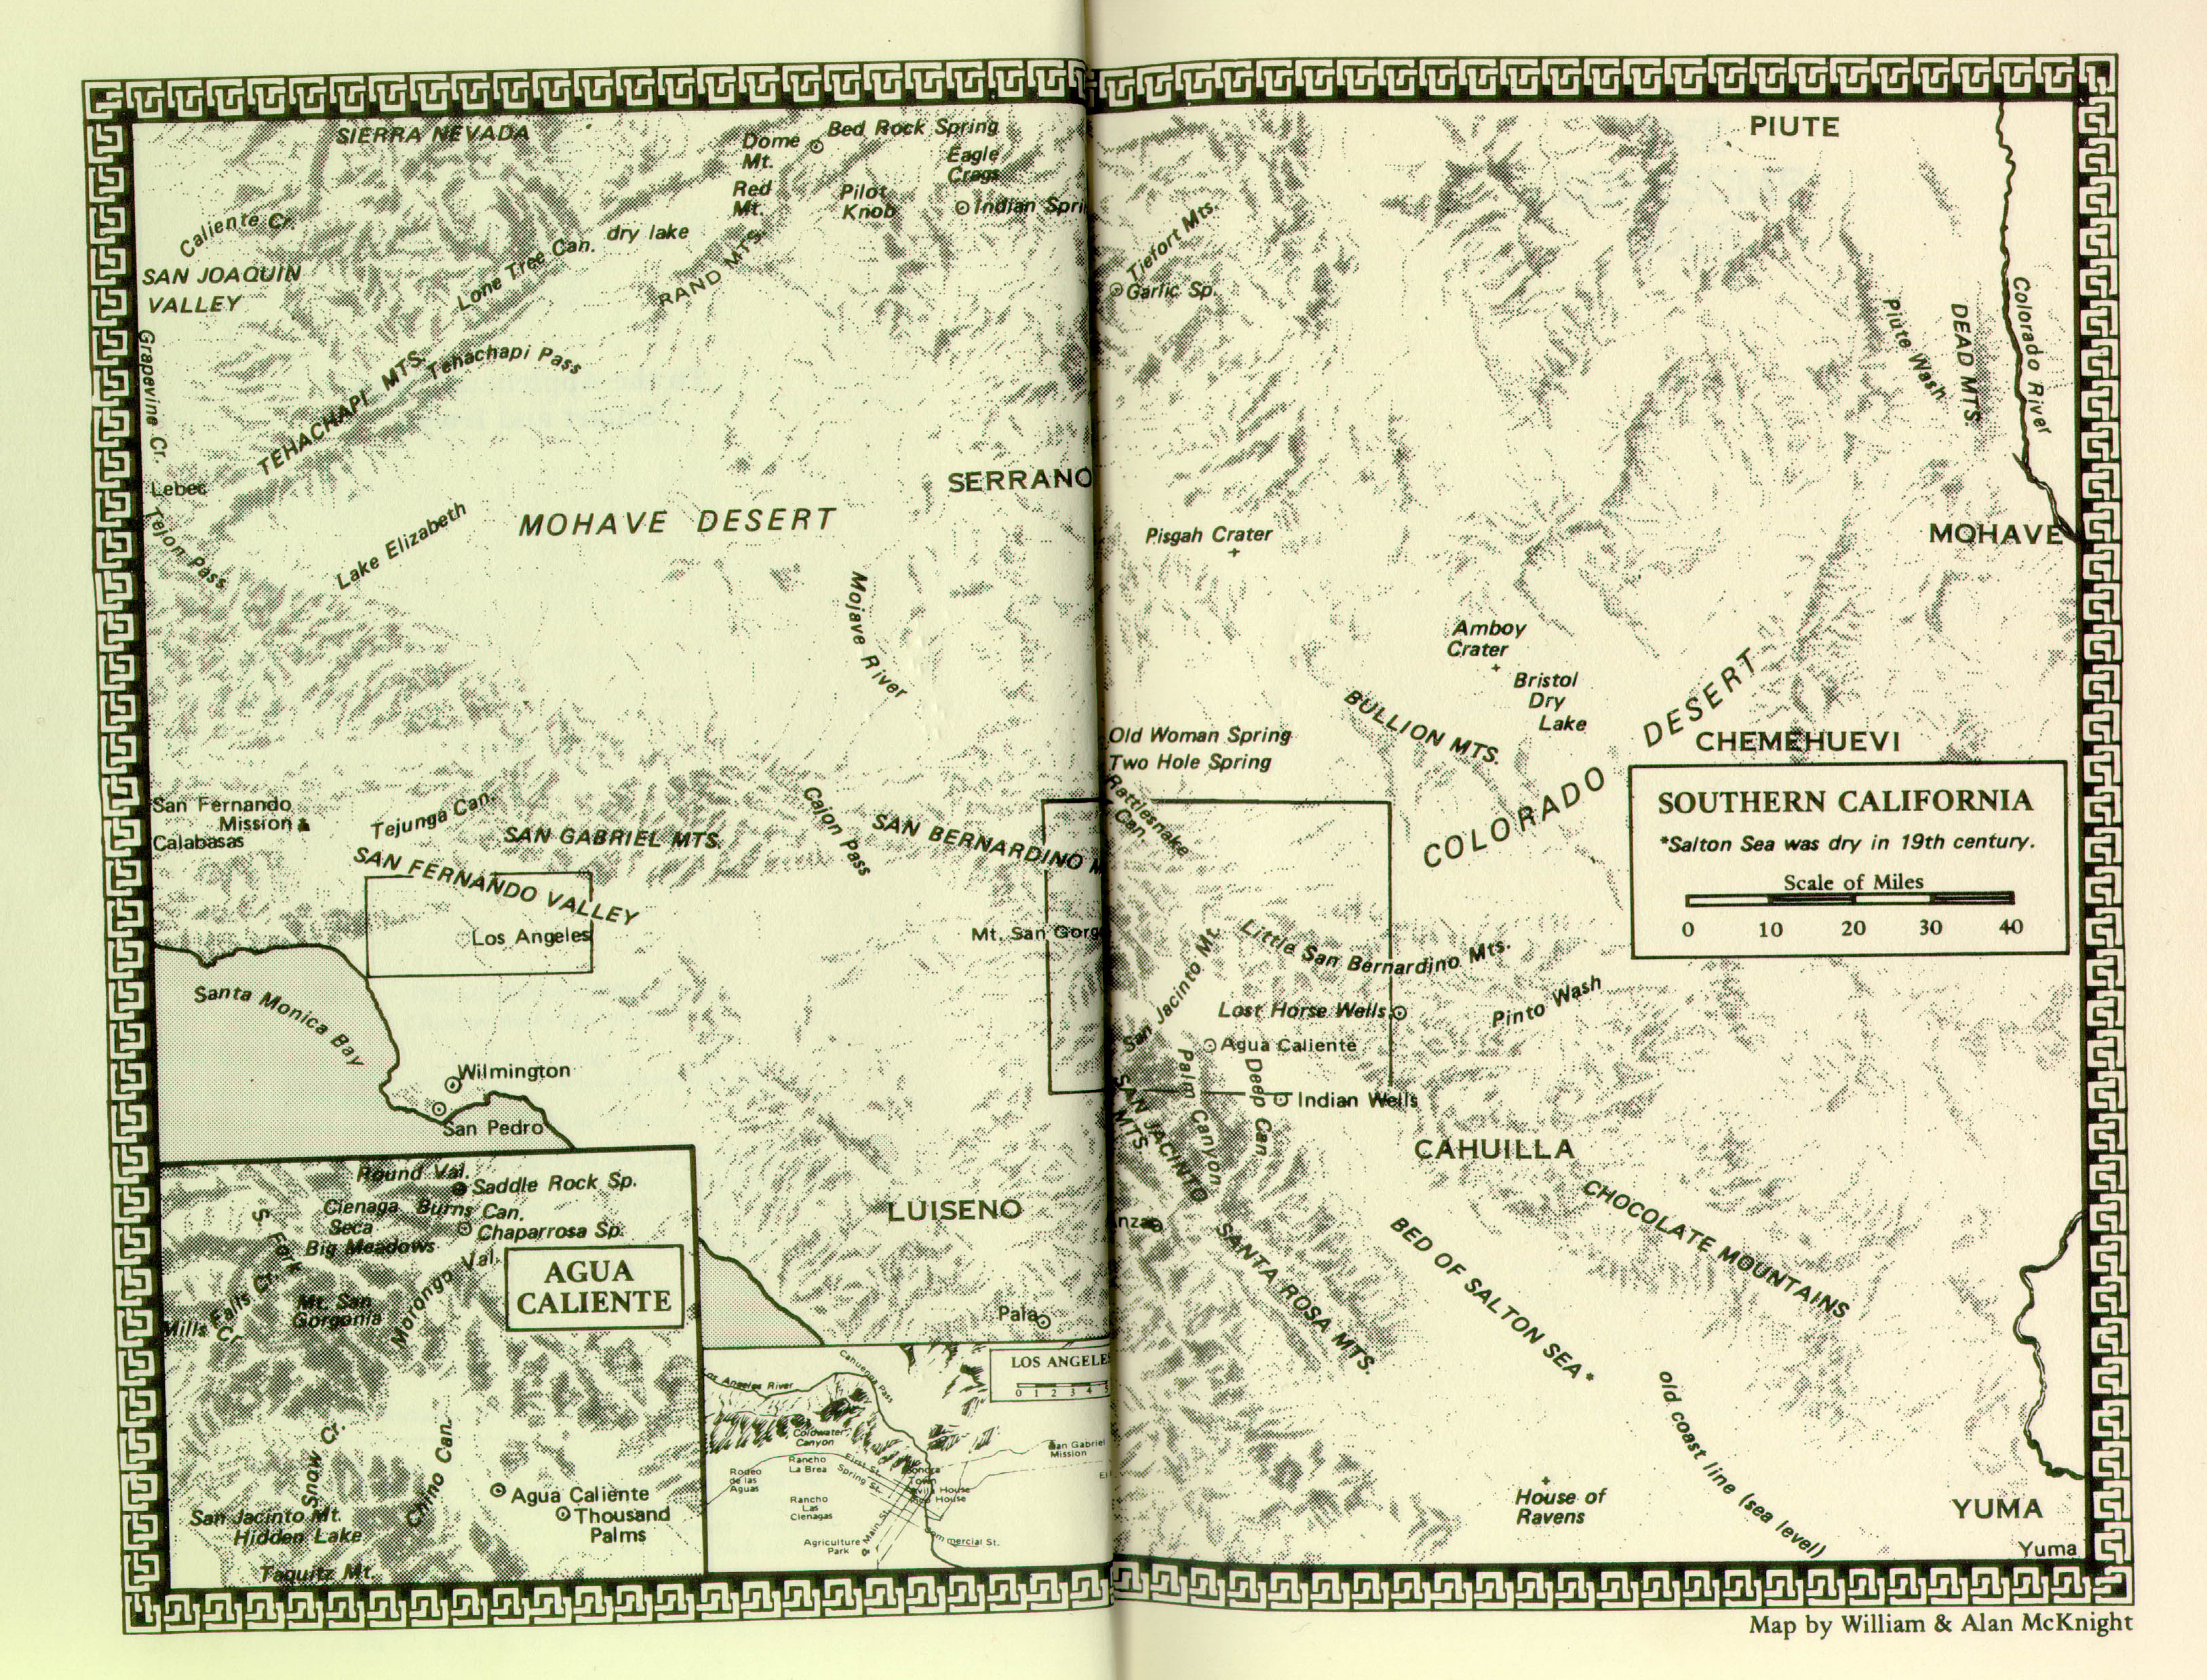 SIERRA NEVADA
Dome
Mt.
Bed Rock Spring
Eagle
Crags
Red
Mt.
Pilot
Knob
Indian Spri
Caliente Cr.
SAN JOAQUIN
VALLEY
Lone Tree Can.
dry lake
RAND MTS.
Grapevine Cr.
TEHACHAPI MTS.
Tehachapi Pass
Lebec
Tejon Pass
Lake Elizabeth
MOHAVE DESERT
SERRANO
Mojave River
San Fernando
Mission
Calabasas
Tejunga Can.
SAN GABRIEL MTS.
Cajon Pass
SAN BERNARDINO M
SAN FERNANDO VALLEY
Los Angeles
Mt. San Gorg
Santa Monica Bay
Wilmington
San Pedro
LUISENO
Pala
Round Val.
Saddle Rock Sp.
Cienaga
Seca
Burns Can.
Chaparrosa Sp.
Big Meadows
S. Fork
Falls Cr.
Mills Cr.
Mt. San
Gorgonia
Morongo Val.
AGUA
CALIENTE
Snow Cr.
Chino Can.
Agua Caliente
Thousand
Palms
San Jacinto Mt.
Hidden Lake
Taquitz Mt.
LOS ANGELES
0 1 2 3 4 5
Cahuenga Pass
os Angeles River
Coldwater
Canyon
Rancho
La Brea
First St.
Spring St.
Rodeo
de las
Aguas
Rancho
Las
Cienagas
Sonora
Town
House
House
San Gabriel
Mission
El
Main St.
Agriculture
Park
mercial St.
PIUTE
Tiefort Mts.
Garlic Sp.
Piute Wash
DEAD MTS.
Colorado River
Pisgah Crater
MOHAVE
Amboy
Crater
Bristol
Dry
Lake
BULLION MTS.
Old Woman Spring
Two Hole Spring
Rattlesnake
Can.
COLORADO DESERT
CHEMEHUEVI
SOUTHERN CALIFORNIA
*Salton Sea was dry in 19th century.
Scale of Miles
0 10 20 30 40
San Jacinto Mt.
Little San Bernardino Mts.
Lost Horse Wells
Pinto Wash
Agua Caliente
Palm Canyon
Deep Can.
Indian Wells
SAN JACINTO
MTS.
CAHUILLA
nza
SANTA ROSA MTS.
BED OF SALTON SEA*
CHOCOLATE MOUNTAINS
old coast line (sea level)
House of
Ravens
YUMA
Yuma
Map by William & Alan McKnight